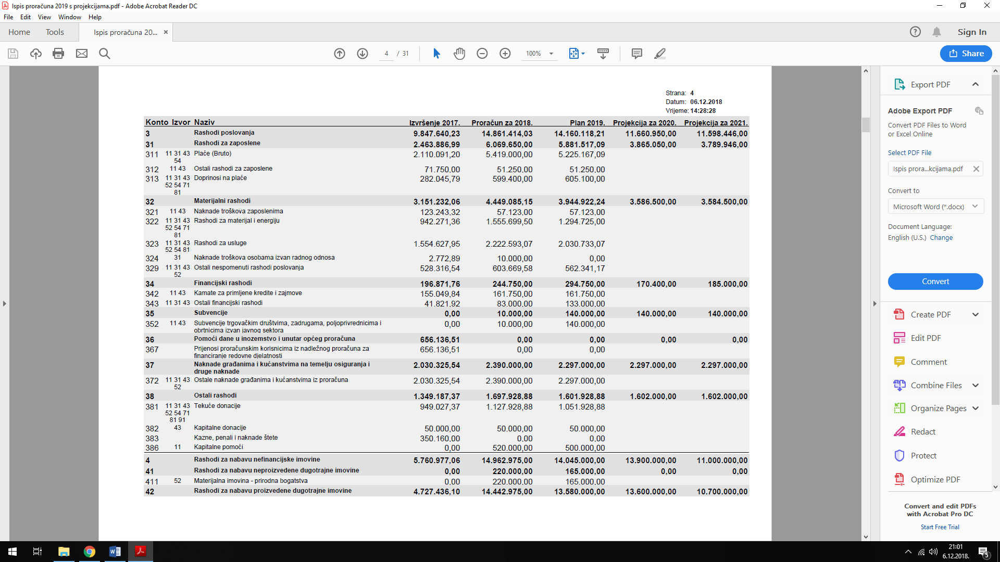 Ispis proračuna 2019 s projekcijama.pdf - Adobe Acrobat Reader DC
File Edit View Window Help
Home Tools Ispis proračuna 20... × Sign In
4 / 31 100% Share
Strana: 4
Datum: 06.12.2018
Vrijeme: 14:28:28
Konto Izvor Naziv Izvršenje 2017. Proračun za 2018. Plan 2019. Projekcija za 2020. Projekcija za 2021.
3 Rashodi poslovanja 9.847.640,23 14.861.414,03 14.160.118,21 11.660.950,00 11.598.446,00
31 Rashodi za zaposlene 2.463.886,99 6.069.650,00 5.881.517,09 3.865.050,00 3.789.946,00
311 11 31 43 Plaće (Bruto) 2.110.091,20 5.419.000,00 5.225.167,09
54
312 11 43 Ostali rashodi za zaposlene 71.750,00 51.250,00 51.250,00
313 11 31 43 Doprinosi na plaće 282.045,79 599.400,00 605.100,00
52 54 71
81
32 Materijalni rashodi 3.151.232,06 4.449.085,15 3.944.922,24 3.586.500,00 3.584.500,00
321 11 43 Naknade troškova zaposlenima 123.243,32 57.123,00 57.123,00
322 11 31 43 Rashodi za materijal i energiju 942.271,36 1.555.699,50 1.294.725,00
52 54 71
81
323 11 31 43 Rashodi za usluge 1.554.627,95 2.222.593,07 2.030.733,07
52 54 81
324 31 Naknade troškova osobama izvan radnog odnosa 2.772,89 10.000,00 0,00
329 11 31 43 Ostali nespomenuti rashodi poslovanja 528.316,54 603.669,58 562.341,17
52
34 Financijski rashodi 196.871,76 244.750,00 294.750,00 170.400,00 185.000,00
342 11 43 Kamate za primljene kredite i zajmove 155.049,84 161.750,00 161.750,00
343 11 31 43 Ostali financijski rashodi 41.821,92 83.000,00 133.000,00
35 Subvencije 0,00 10.000,00 140.000,00 140.000,00 140.000,00
352 11 43 Subvencije trgovačkim društvima, zadrugama, poljoprivrednicima i 0,00 10.000,00 140.000,00
obrtnicima izvan javnog sektora
36 Pomoći dane u inozemstvo i unutar općeg proračuna 656.136,51 0,00 0,00 0,00 0,00
367 Prijenosi proračunskim korisnicima iz nadležnog proračuna za 656.136,51 0,00 0,00
financiranje redovne djelatnosti
37 Naknade građanima i kućanstvima na temelju osiguranja i 2.030.325,54 2.390.000,00 2.297.000,00 2.297.000,00 2.297.000,00
druge naknade
372 11 31 43 Ostale naknade građanima i kućanstvima iz proračuna 2.030.325,54 2.390.000,00 2.297.000,00
52
38 Ostali rashodi 1.349.187,37 1.697.928,88 1.601.928,88 1.602.000,00 1.602.000,00
381 11 31 43 Tekuće donacije 949.027,37 1.127.928,88 1.051.928,88
52 54 71
81 91
382 43 Kapitalne donacije 50.000,00 50.000,00 50.000,00
383 Kazne, penali i naknade štete 350.160,00 0,00 0,00
386 11 Kapitalne pomoći 0,00 520.000,00 500.000,00
4 Rashodi za nabavu nefinancijske imovine 5.760.977,06 14.962.975,00 14.045.000,00 13.900.000,00 11.000.000,00
41 Rashodi za nabavu neproizvedene dugotrajne imovine 0,00 220.000,00 165.000,00 0,00 0,00
411 52 Materijalna imovina - prirodna bogatstva 0,00 220.000,00 165.000,00
42 Rashodi za nabavu proizvedene dugotrajne imovine 4.727.436,10 14.442.975,00 13.580.000,00 13.600.000,00 10.700.000,00
Export PDF
Adobe Export PDF
Convert PDF Files to Word
or Excel Online
Select PDF File
Ispis prora...kcijama.pdf
Convert to
Microsoft Word (*.docx)
Document Language:
English (U.S.) Change
Convert
Create PDF
Edit PDF
Comment
Combine Files
Organize Pages
Redact
Protect
Optimize PDF
Convert and edit PDFs
with Acrobat Pro DC
Start Free Trial
21:01
6.12.2018.
5